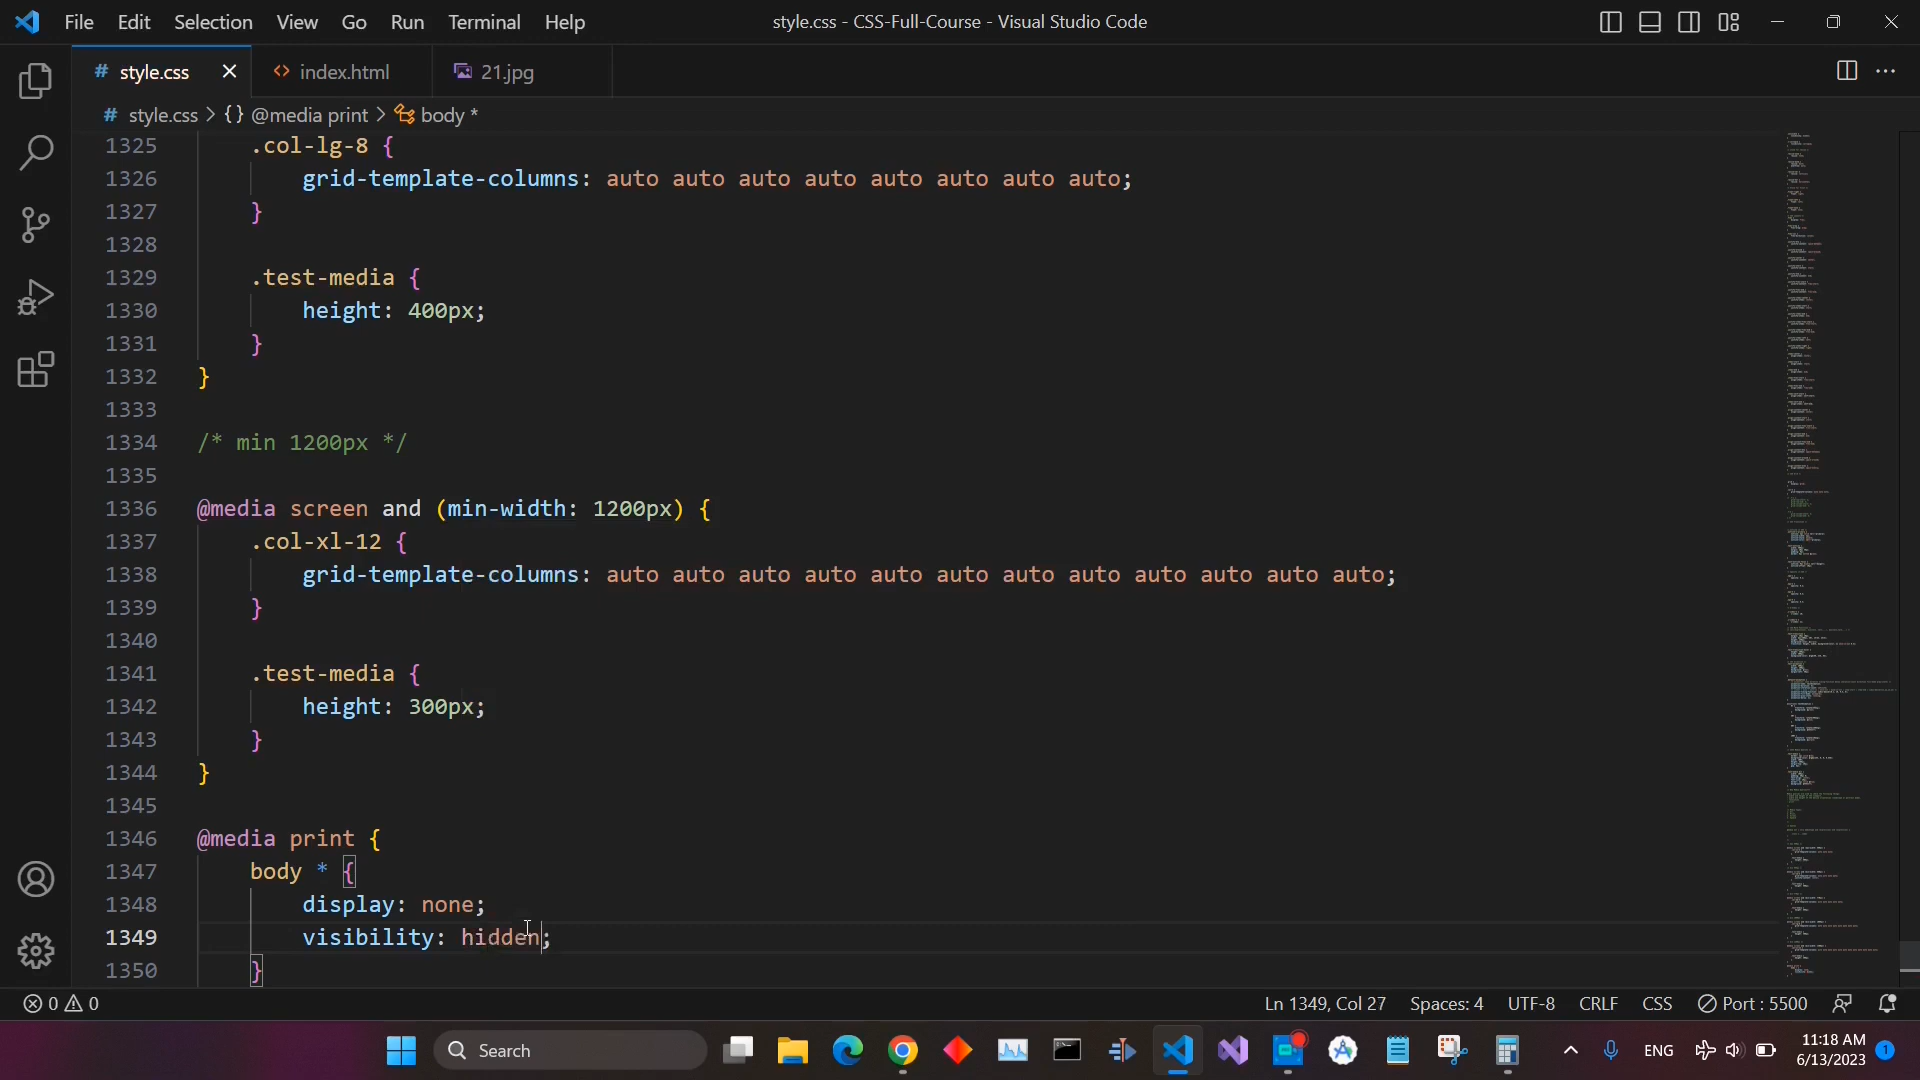 File Edit Selection View Go Run Terminal Help style.css - CSS-Full-Course - Visual Studio Code
# style.css index.html 21.jpg
# style.css > {} @media print > body *
1325 .col-lg-8 {
1326 grid-template-columns: auto auto auto auto auto auto auto auto;
1327 }
1328
1329 .test-media {
1330 height: 400px;
1331 }
1332 }
1333
1334 /* min 1200px */
1335
1336 @media screen and (min-width: 1200px) {
1337 .col-xl-12 {
1338 grid-template-columns: auto auto auto auto auto auto auto auto auto auto auto auto;
1339 }
1340
1341 .test-media {
1342 height: 300px;
1343 }
1344 }
1345
1346 @media print {
1347 body * {
1348 display: none;
1349 visibility: hidden;
1350 }
0 0 Ln 1349, Col 27 Spaces: 4 UTF-8 CRLF CSS Port : 5500
Search ENG 11:18 AM 1
6/13/2023